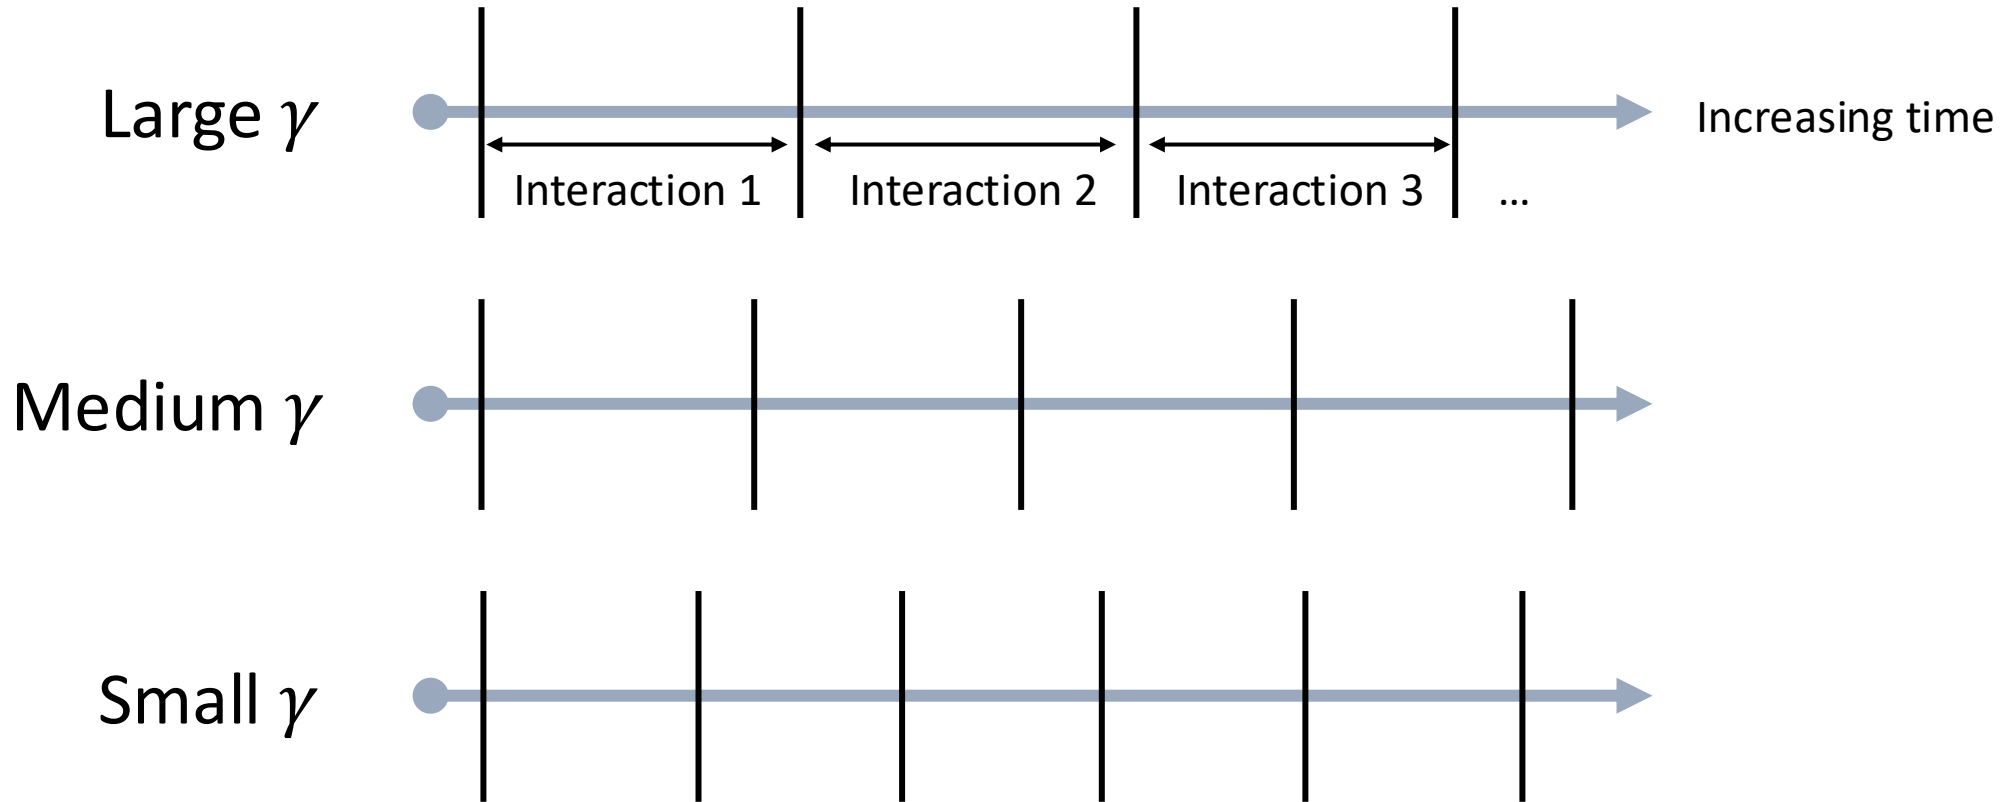 Large γ
Increasing time
Interaction 1
Interaction 2
Interaction 3
...
Medium γ
Small γ